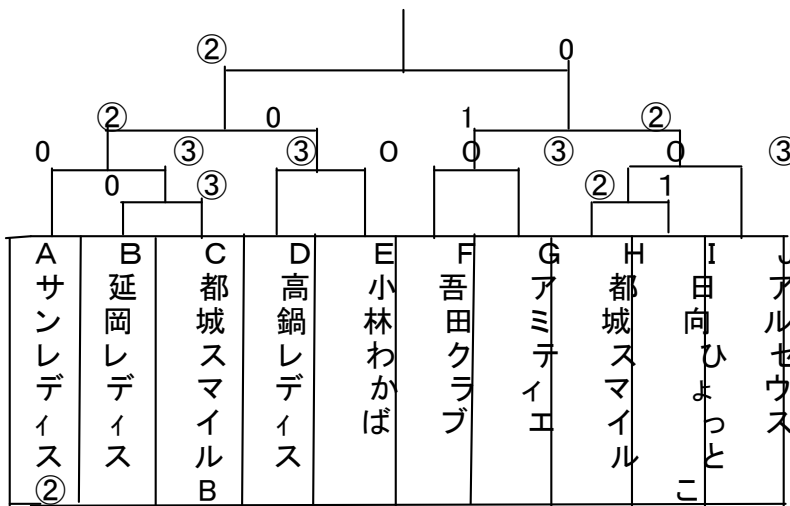 ② 0
② 0 1 ②
0 ③ ③ O O ③ O ③
0 ③ ② 1
A サンレディス②
B 延岡レディス
C 都城スマイルB
D 高鍋レディス
E 小林わかば
F 吾田クラブ
G アミティエ
H 都城スマイル
I 日向ひょっとこ
J アルセウス